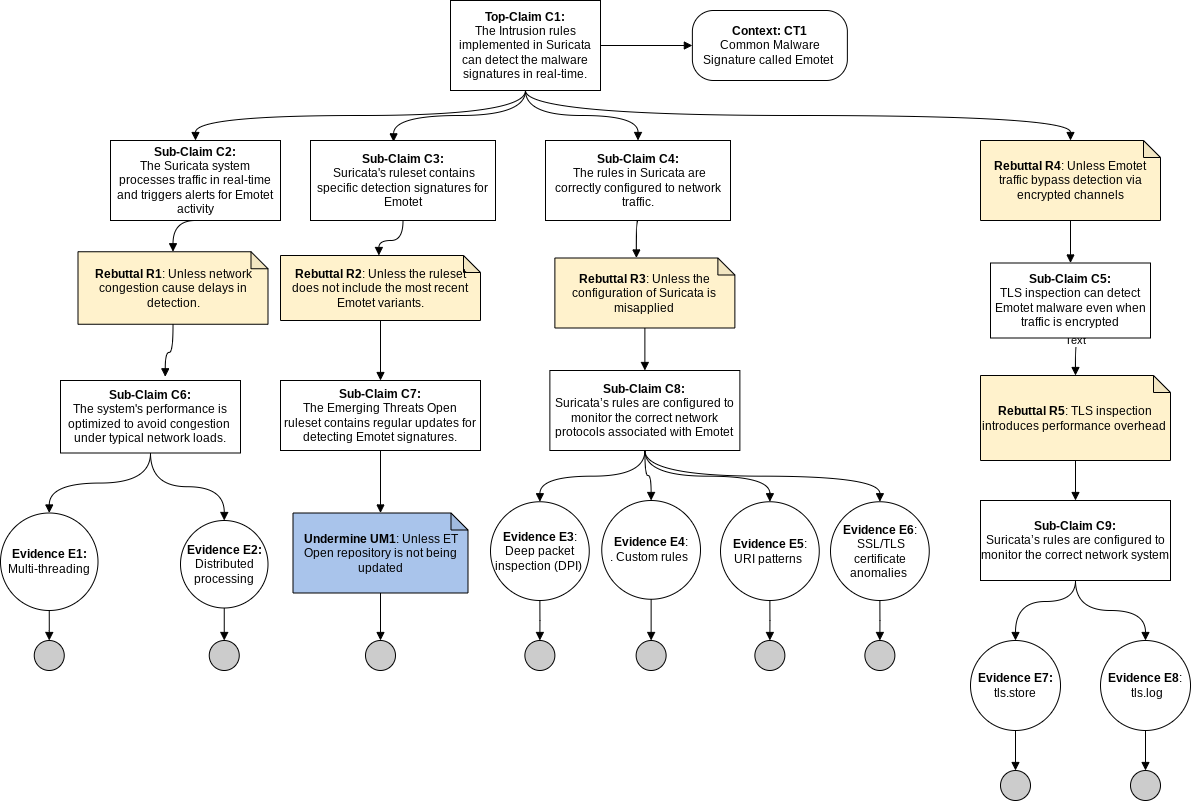 Top-Claim C1:
The Intrusion rules
implemented in Suricata
can detect the malware
signatures in real-time.
Context: CT1
Common Malware
Signature called Emotet
Sub-Claim C2:
The Suricata system
processes traffic in real-time
and triggers alerts for Emotet
activity
Sub-Claim C3:
Suricata's ruleset contains
specific detection signatures for
Emotet
Sub-Claim C4:
The rules in Suricata are
correctly configured to network
traffic.
Rebuttal R4: Unless Emotet
traffic bypass detection via
encrypted channels
Rebuttal R1: Unless network
congestion cause delays in
detection.
Rebuttal R2: Unless the ruleset
does not include the most recent
Emotet variants.
Rebuttal R3: Unless the
configuration of Suricata is
misapplied
Sub-Claim C5:
TLS inspection can detect
Emotet malware even when
traffic is encrypted
Text
Sub-Claim C6:
The system's performance is
optimized to avoid congestion
under typical network loads.
Sub-Claim C7:
The Emerging Threats Open
ruleset contains regular updates for
detecting Emotet signatures.
Sub-Claim C8:
Suricata’s rules are configured to
monitor the correct network
protocols associated with Emotet
Rebuttal R5: TLS inspection
introduces performance overhead
Evidence E1:
Multi-threading
Evidence E2:
Distributed
processing
Undermine UM1: Unless ET
Open repository is not being
updated
Evidence E3:
Deep packet
inspection (DPI)
Evidence E4:
. Custom rules
Evidence E5:
URI patterns
Evidence E6:
SSL/TLS
certificate
anomalies
Sub-Claim C9:
Suricata’s rules are configured to
monitor the correct network system
Evidence E7:
tls.store
Evidence E8:
tls.log